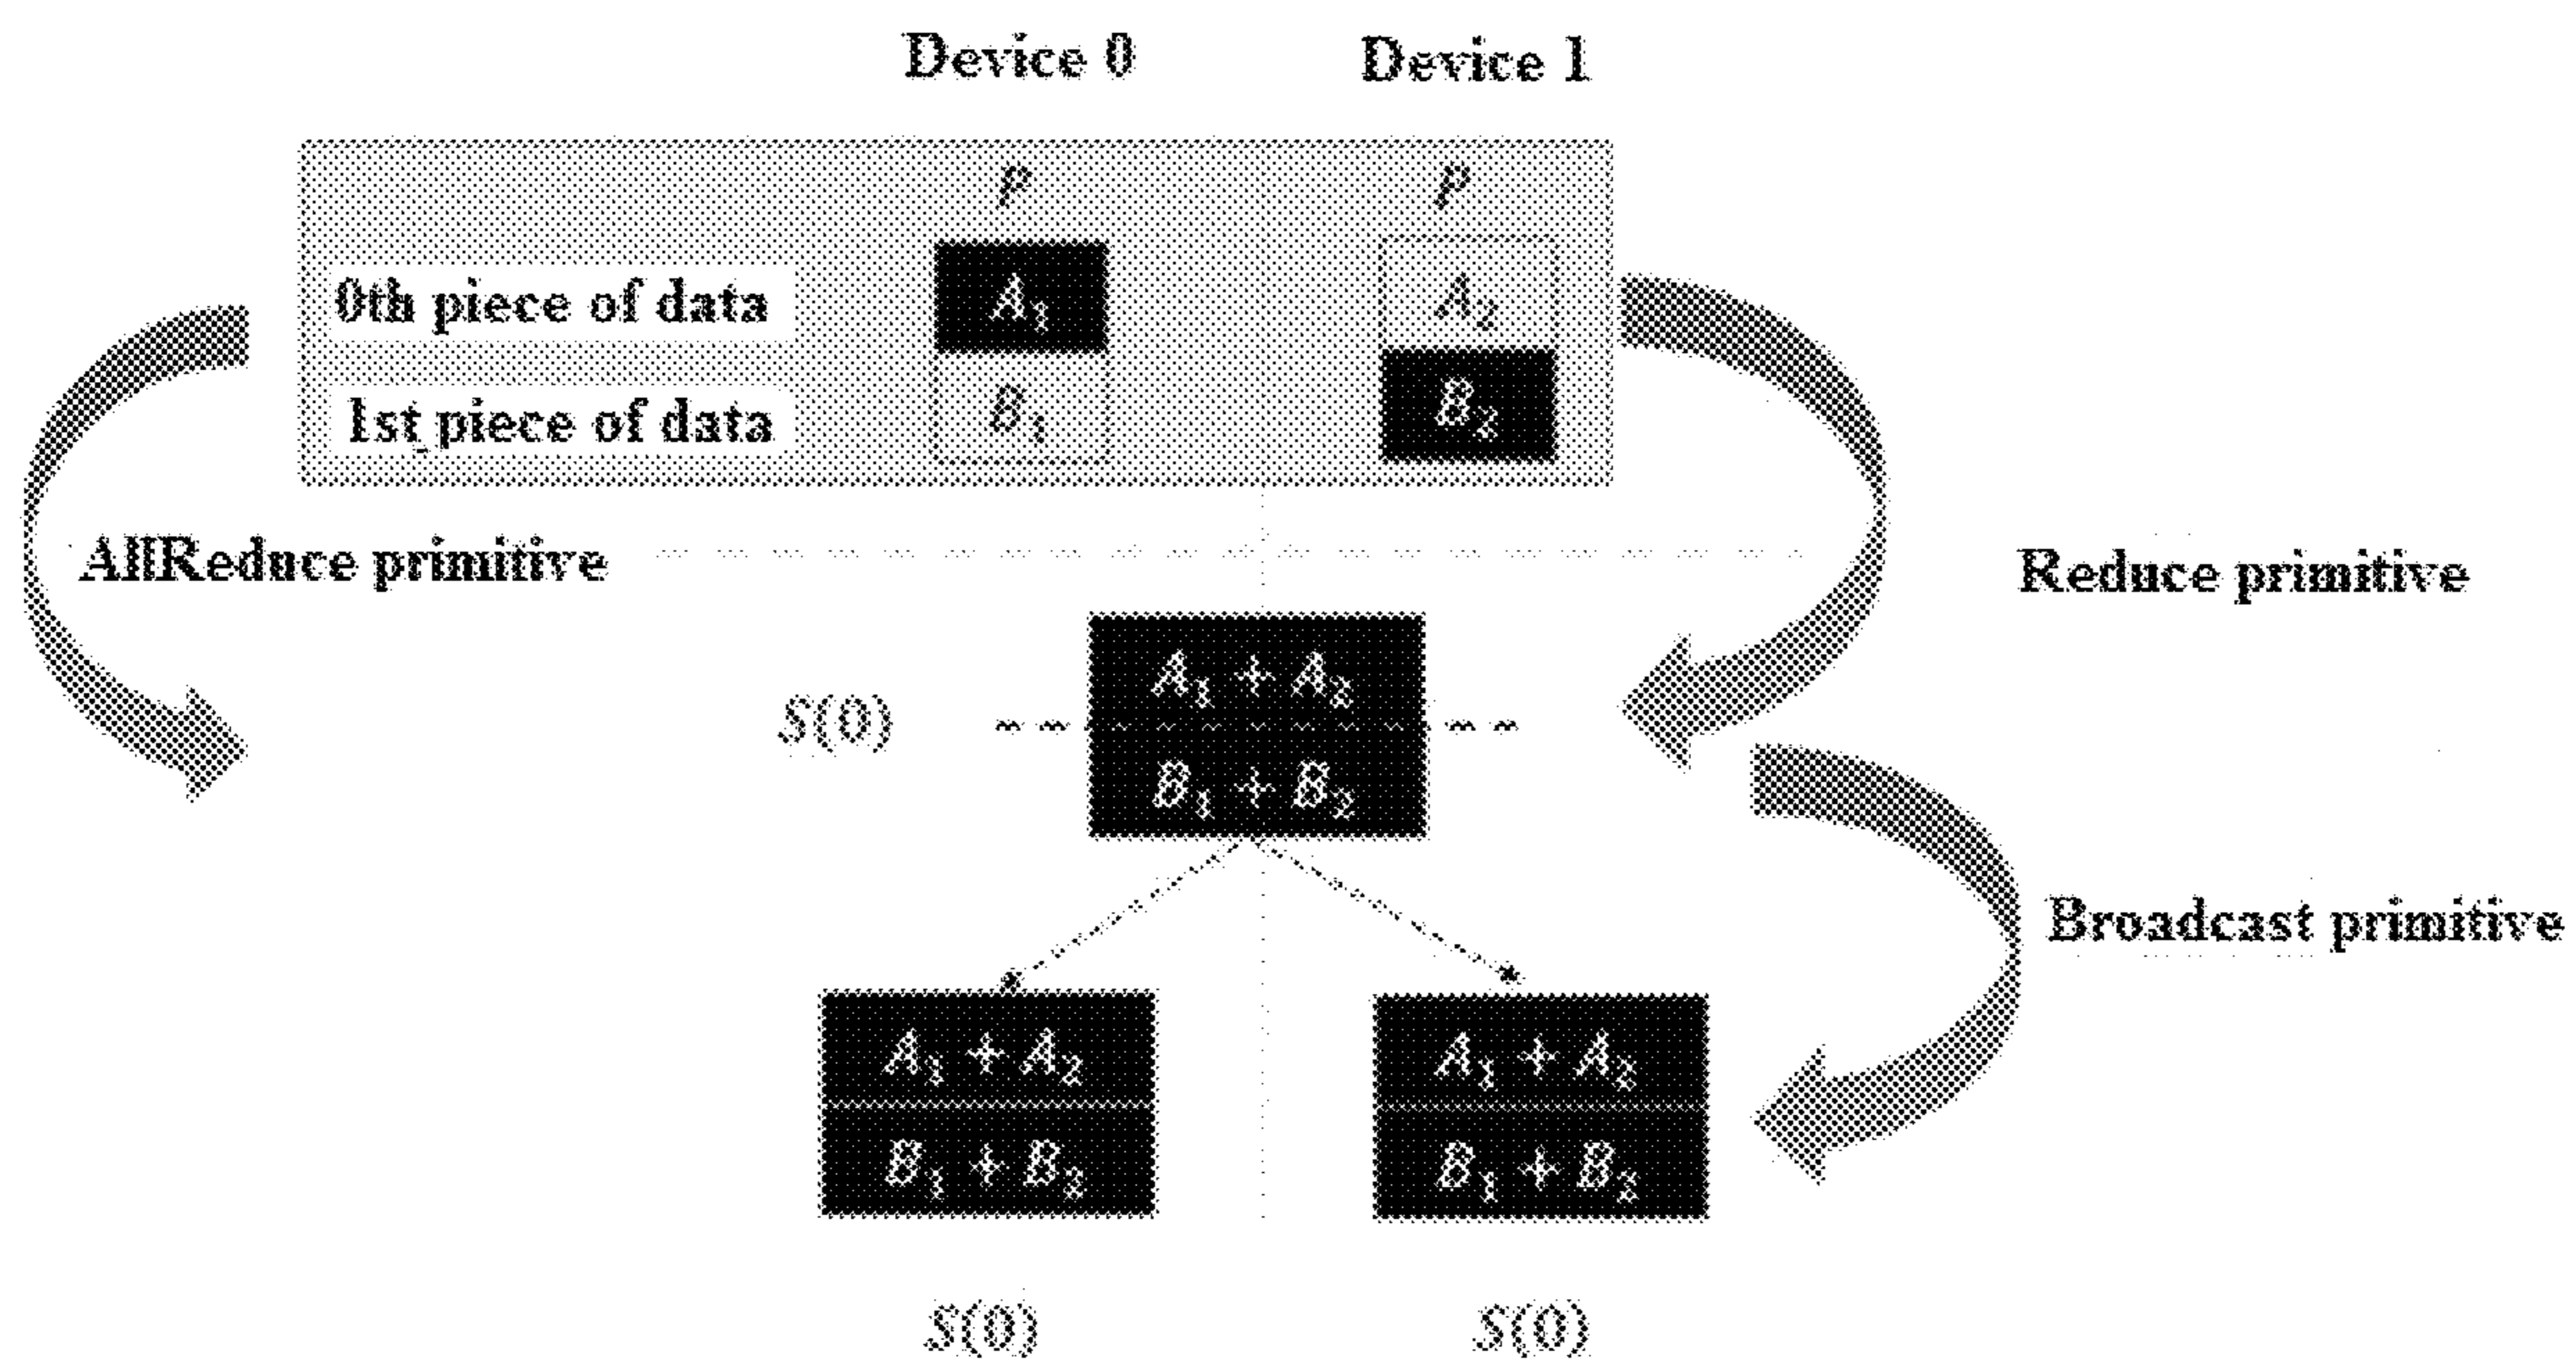 Device 0 Device 1
P P
0th piece of data A₁ A₂
1st piece of data B₁ B₂
AllReduce primitive Reduce primitive
A₁ + A₂
S(0)
B₁ + B₂
Broadcast primitive
A₁ + A₂ A₁ + A₂
B₁ + B₂ B₁ + B₂
S(0) S(0)